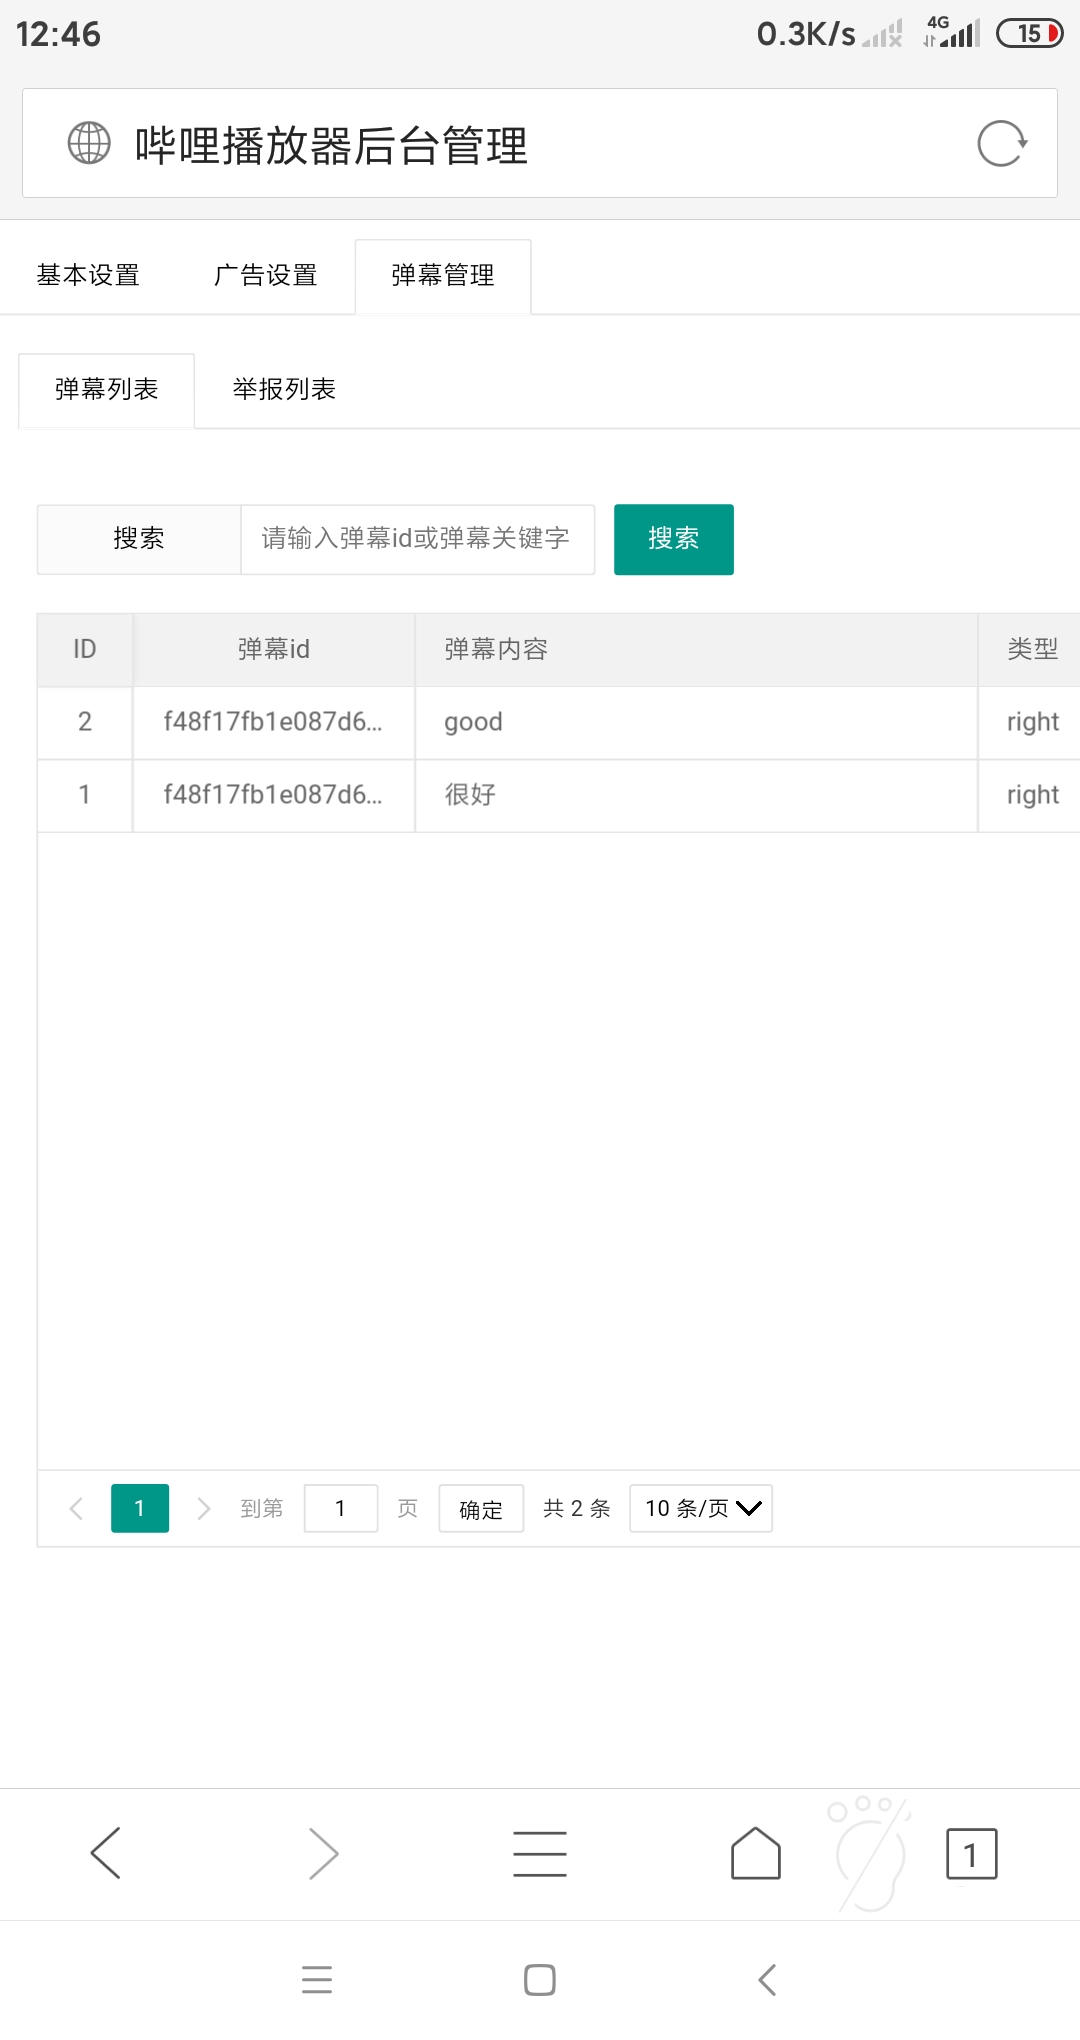 12:46 0.3K/s 4G 15
哔哩播放器后台管理
基本设置 广告设置 弹幕管理
弹幕列表 举报列表
搜索 请输入弹幕id或弹幕关键字 搜索
ID 弹幕id 弹幕内容 类型
2 f48f17fb1e087d6... good right
1 f48f17fb1e087d6... 很好 right
1 到第 1 页 确定 共 2 条 10 条/页
1